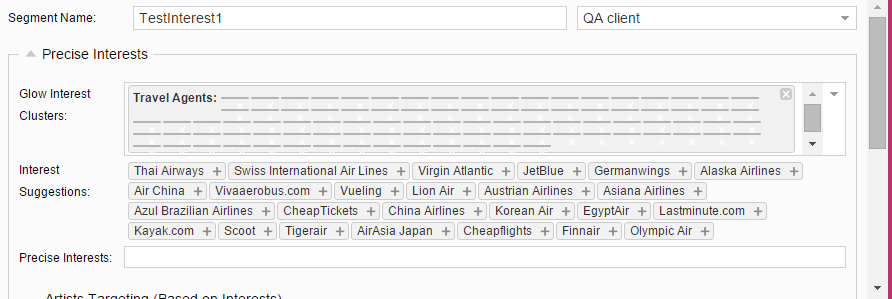 Segment Name: TestInterest1 QA client
Precise Interests
Glow Interest Clusters: Travel Agents:
Interest Suggestions: Thai Airways + Swiss International Air Lines + Virgin Atlantic + JetBlue + Germanwings + Alaska Airlines +
Air China + Vivaaerobus.com + Vueling + Lion Air + Austrian Airlines + Asiana Airlines +
Azul Brazilian Airlines + CheapTickets + China Airlines + Korean Air + EgyptAir + Lastminute.com +
Kayak.com + Scoot + Tigerair + AirAsia Japan + Cheapflights + Finnair + Olympic Air +
Precise Interests:
Artists Targeting (Based on Interests)